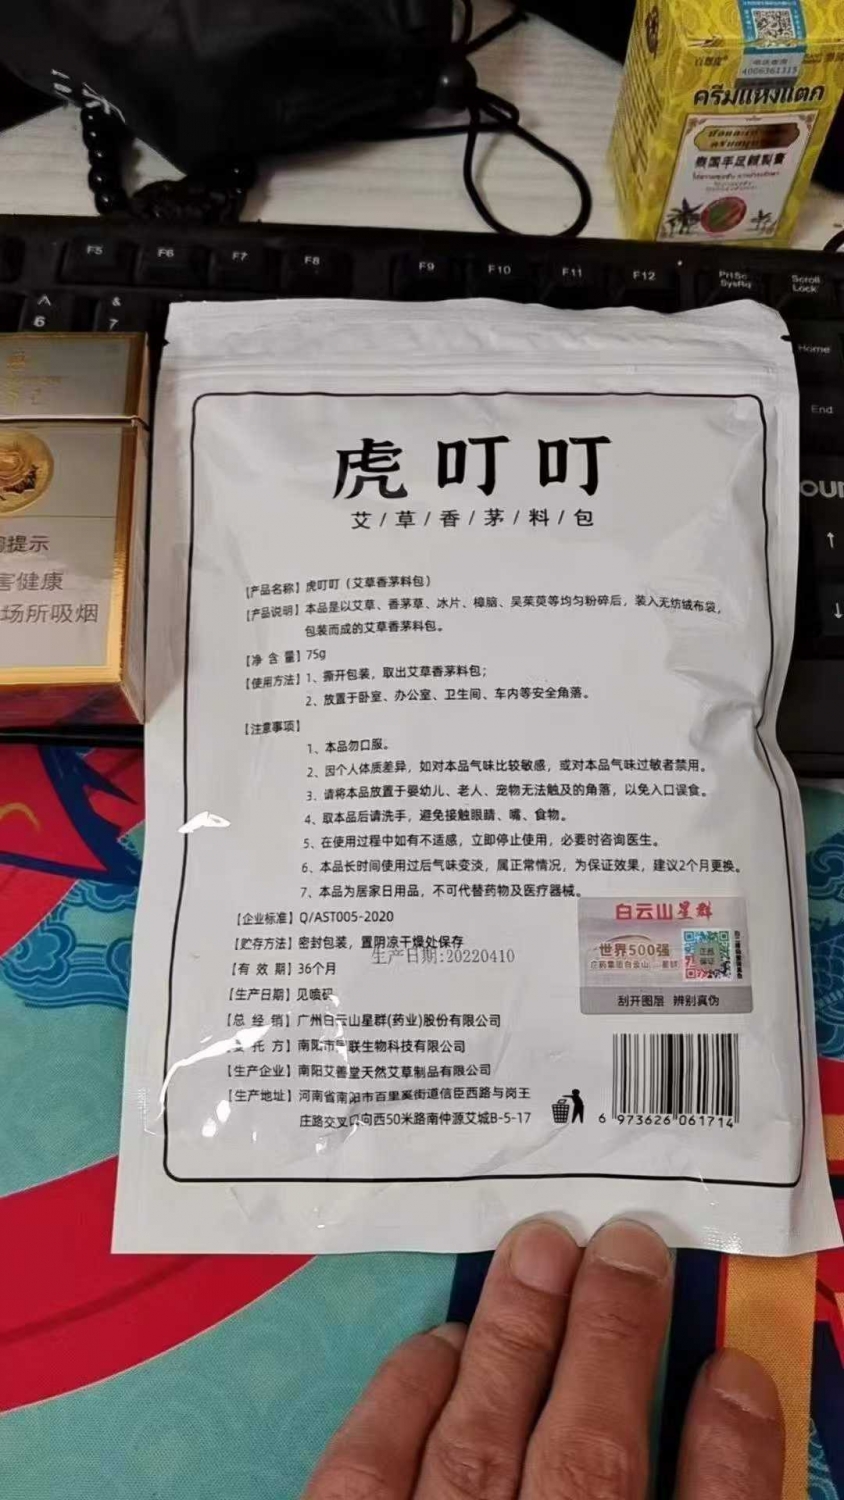 4006361315
ครีมแห้งแตก
F5
F6
F7
F8
F9
F10
F11
F12
PrtSc
SysRq
Scroll
Lock
6
&
7
Home
End
提示
害健康
场所吸烟
虎叮叮
艾/草/香/茅/料/包
【产品名称】虎叮叮（艾草香茅料包）
【产品说明】本品是以艾草、香茅草、冰片、樟脑、吴茱萸等均匀粉碎后，装入无纺绒布袋，
包装而成的艾草香茅料包。
【净 含 量】75g
【使用方法】1、撕开包装，取出艾草香茅料包；
2、放置于卧室、办公室、卫生间、车内等安全角落。
【注意事项】
1、本品勿口服。
2、因个人体质差异，如对本品气味比较敏感，或对本品气味过敏者禁用。
3、请将本品放置于婴幼儿、老人、宠物无法触及的角落，以免入口误食。
4、取本品后请洗手，避免接触眼睛、嘴、食物。
5、在使用过程中如有不适感，立即停止使用，必要时咨询医生。
6、本品长时间使用过后气味变淡，属正常情况，为保证效果，建议2个月更换。
7、本品为居家日用品，不可代替药物及医疗器械。
【企业标准】Q/AST005-2020
【贮存方法】密封包装，置阴凉干燥处保存
生产日期:20220410
【有 效 期】36个月
【生产日期】见喷码
【总 经 销】广州白云山星群(药业)股份有限公司
托 方】南阳市 联生物科技有限公司
【生产企业】南阳艾善堂天然艾草制品有限公司
【生产地址】河南省南阳市百里奚街道信臣西路与岗王
庄路交叉口向西50米路南仲源艾城B-5-17
白云山星群
世界500强
刮开图层 辨别真伪
6 973626 061714